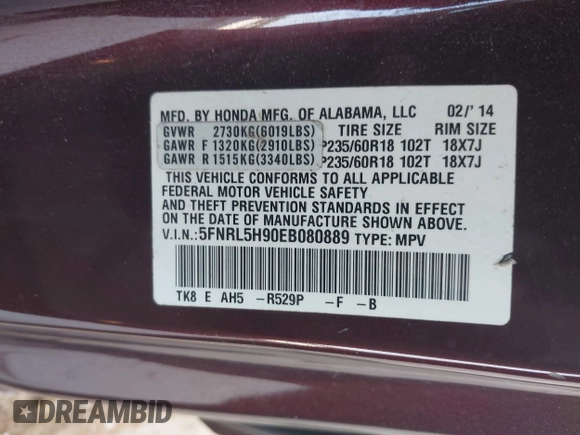 MFD. BY HONDA MFG. OF ALABAMA, LLC 02/'14
GVWR 2730KG(6019LBS) TIRE SIZE RIM SIZE
GAWR F 1320KG(2910LBS) P235/60R18 102T 18X7J
GAWR R 1515KG(3340LBS) P235/60R18 102T 18X7J
THIS VEHICLE CONFORMS TO ALL APPLICABLE
FEDERAL MOTOR VEHICLE SAFETY
AND THEFT PREVENTION STANDARDS IN EFFECT
ON THE DATE OF MANUFACTURE SHOWN ABOVE.
V.I.N.:5FNRL5H90EB080889 TYPE: MPV
TK8 E AH5 -R529P -F -B
DREAMBID